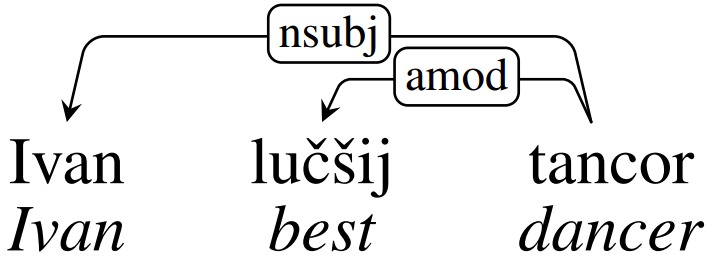 nsubj
amod
Ivan lučšij tancor
Ivan best dancer